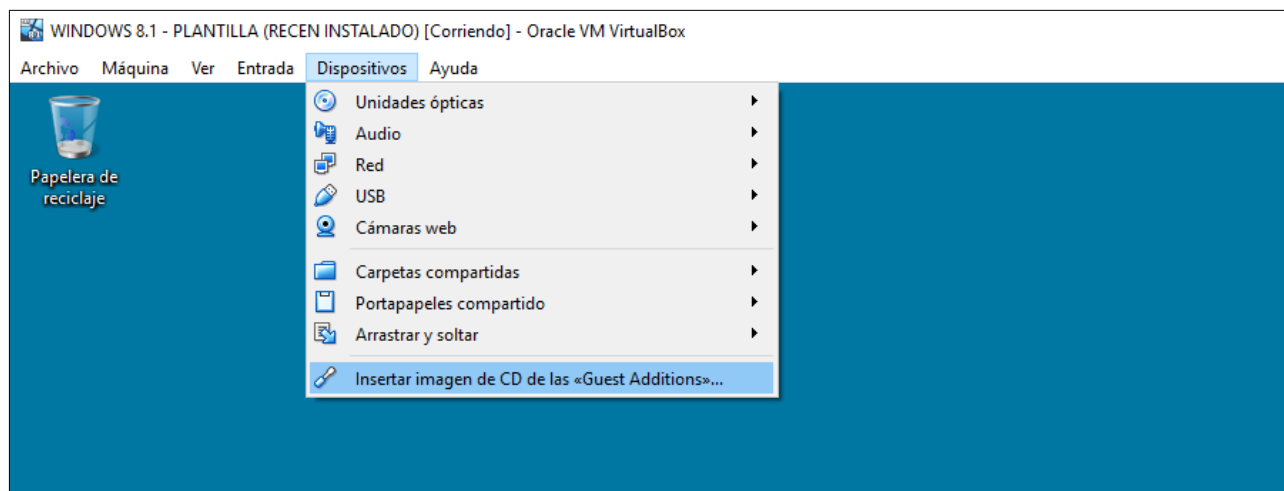 WINDOWS 8.1 - PLANTILLA (RECEN INSTALADO) [Corriendo] - Oracle VM VirtualBox
Archivo Máquina Ver Entrada Dispositivos Ayuda
Unidades ópticas
Audio
Red
USB
Cámaras web
Carpetas compartidas
Portapapeles compartido
Arrastrar y soltar
Insertar imagen de CD de las «Guest Additions»...
Papelera de
reciclaje